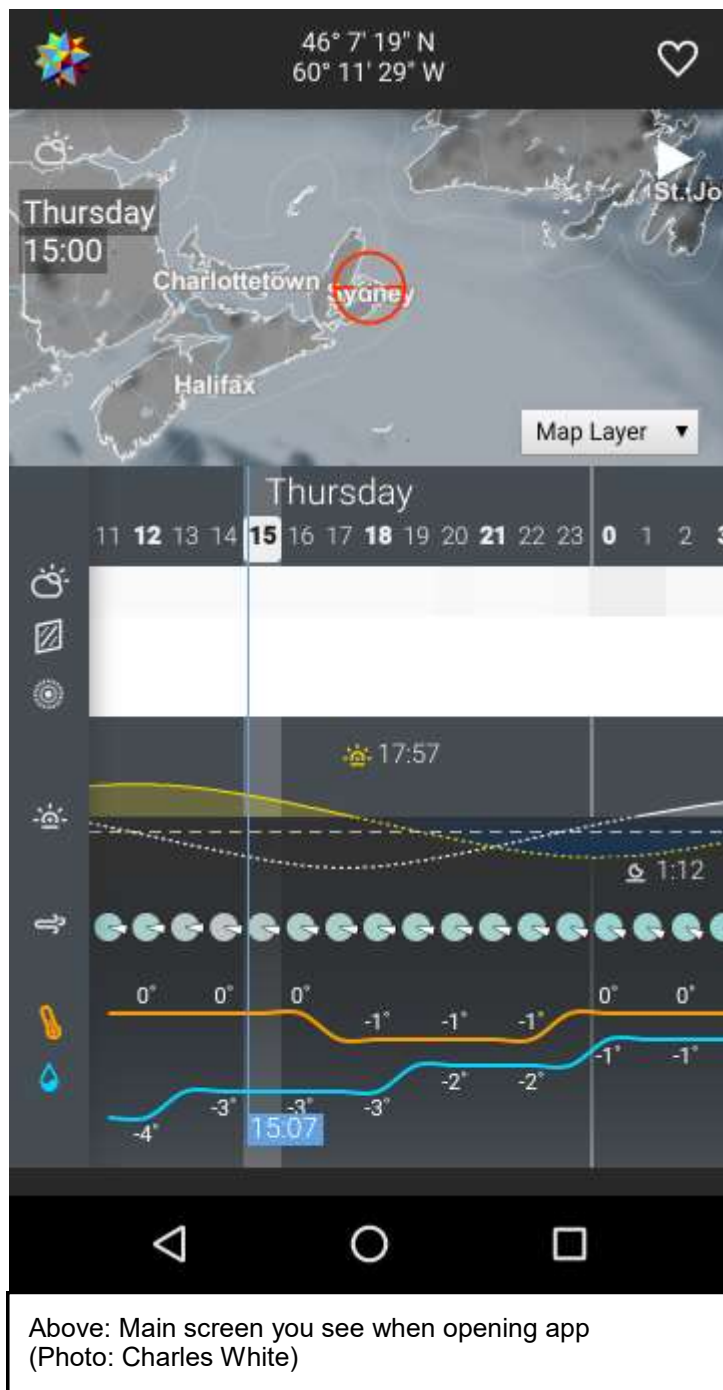 46° 7' 19" N
60° 11' 29" W
Thursday
15:00
St. Jo
Charlottetown
Sydney
Halifax
Map Layer
Thursday
11 12 13 14 15 16 17 18 19 20 21 22 23 0 1 2 3
17:57
1:12
0° 0° 0° -1° -1° -1° 0° 0°
-4° -3° -3° -3° -2° -2° -1° -1°
15:07
Above: Main screen you see when opening app
(Photo: Charles White)